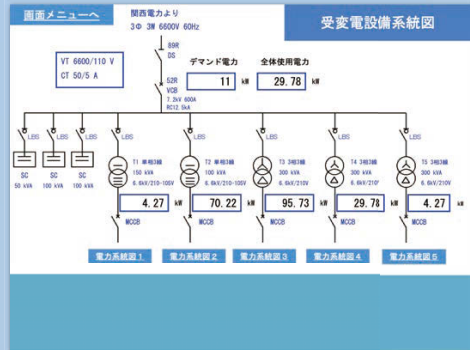 画面メニューへ
関西電力より
3Φ 3W 6600V 60Hz
受変電設備系統図
VT 6600/110 V
CT 50/5 A
89R
DS
デマンド電力
全体使用電力
11 kW
29.78 kW
52R
VCB
7.2kV 600A
RC12.5kA
LBS LBS LBS LBS LBS LBS LBS LBS
SC
50 kVA
SC
100 kVA
SC
100 kVA
T1 単相3線
150 kVA
6.6kV/210-105V
T2 単相3線
100 kVA
6.6kV/210-105V
T3 3相3線
300 kVA
6.6kV/210V
T4 3相3線
300 kVA
6.6kV/210V
T5 3相3線
300 kVA
6.6kV/210V
4.27 kW
70.22 kW
95.73 kW
29.78 kW
4.27 kW
MCCB MCCB MCCB MCCB MCCB
電力系統図1
電力系統図2
電力系統図3
電力系統図4
電力系統図5